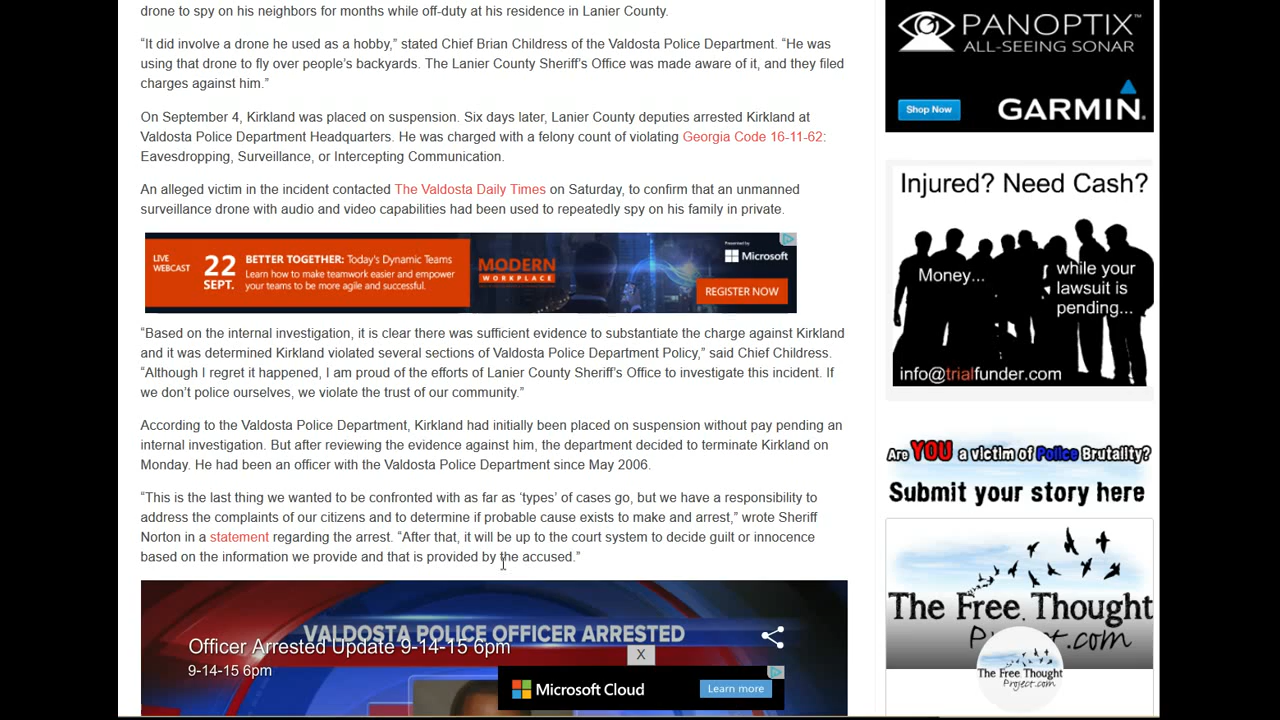 drone to spy on his neighbors for months while off-duty at his residence in Lanier County.
“It did involve a drone he used as a hobby,” stated Chief Brian Childress of the Valdosta Police Department. “He was
using that drone to fly over people’s backyards. The Lanier County Sheriff’s Office was made aware of it, and they filed
charges against him.”
On September 4, Kirkland was placed on suspension. Six days later, Lanier County deputies arrested Kirkland at
Valdosta Police Department Headquarters. He was charged with a felony count of violating Georgia Code 16-11-62:
Eavesdropping, Surveillance, or Intercepting Communication.
An alleged victim in the incident contacted The Valdosta Daily Times on Saturday, to confirm that an unmanned
surveillance drone with audio and video capabilities had been used to repeatedly spy on his family in private.
LIVE
WEBCAST
22
SEPT.
BETTER TOGETHER: Today's Dynamic Teams
Learn how to make teamwork easier and empower
your teams to be more agile and successful.
MODERN
WORKPLACE
Presented by
Microsoft
REGISTER NOW
“Based on the internal investigation, it is clear there was sufficient evidence to substantiate the charge against Kirkland
and it was determined Kirkland violated several sections of Valdosta Police Department Policy,” said Chief Childress.
“Although I regret it happened, I am proud of the efforts of Lanier County Sheriff’s Office to investigate this incident. If
we don’t police ourselves, we violate the trust of our community.”
According to the Valdosta Police Department, Kirkland had initially been placed on suspension without pay pending an
internal investigation. But after reviewing the evidence against him, the department decided to terminate Kirkland on
Monday. He had been an officer with the Valdosta Police Department since May 2006.
“This is the last thing we wanted to be confronted with as far as ‘types’ of cases go, but we have a responsibility to
address the complaints of our citizens and to determine if probable cause exists to make and arrest,” wrote Sheriff
Norton in a statement regarding the arrest. “After that, it will be up to the court system to decide guilt or innocence
based on the information we provide and that is provided by the accused.”
VALDOSTA POLICE OFFICER ARRESTED
Officer Arrested Update 9-14-15 6pm
9-14-15 6pm
X
Microsoft Cloud
Learn more
PANOPTIX™
ALL-SEEING SONAR
Shop Now
GARMIN.
Injured? Need Cash?
Money...
while your
lawsuit is
pending...
info@trialfunder.com
Are YOU a victim of Police Brutality?
Submit your story here
The Free Thought
Project.com
The Free Thought
Project.com